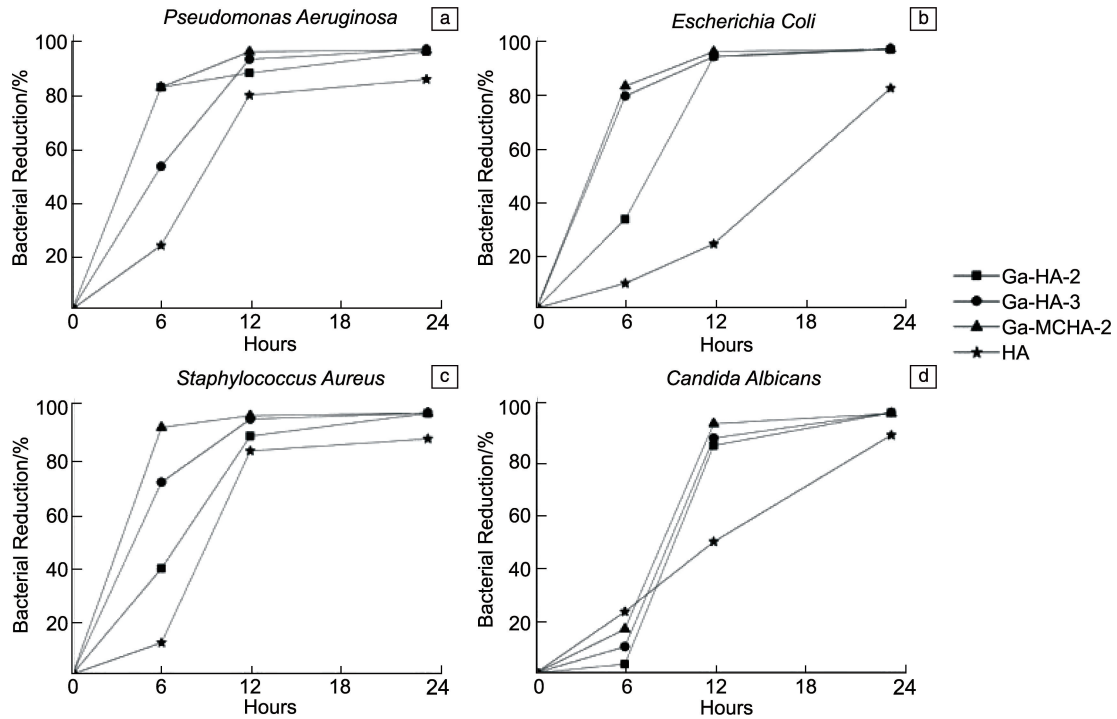 Pseudomonas Aeruginosa
a
Bacterial Reduction/%
100
80
60
40
20
0
6
12
18
24
Hours
Escherichia Coli
b
Bacterial Reduction/%
100
80
60
40
20
0
6
12
18
24
Hours
Ga-HA-2
Ga-HA-3
Ga-MCHA-2
HA
Staphylococcus Aureus
c
Bacterial Reduction/%
100
80
60
40
20
0
6
12
18
24
Hours
Candida Albicans
d
Bacterial Reduction/%
100
80
60
40
20
0
6
12
18
24
Hours